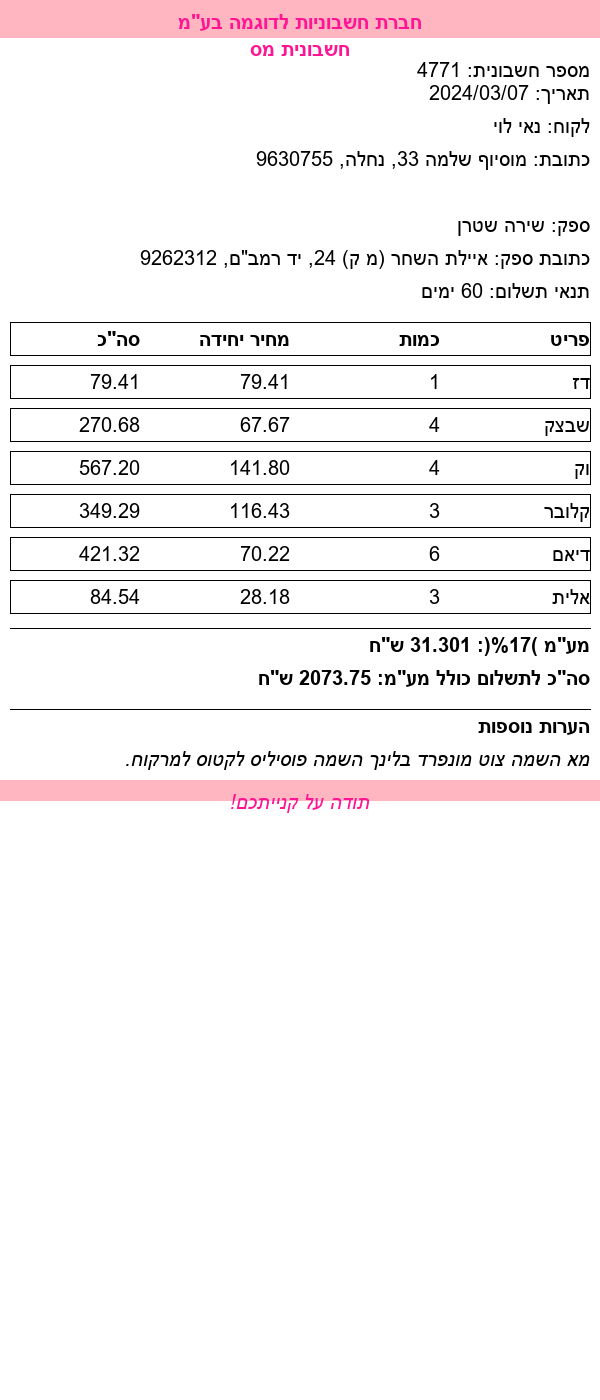 חברת חשבוניות לדוגמה בע"מ
חשבונית מס
מספר חשבונית: 4771
תאריך: 2024/03/07
לקוח: נאי לוי
כתובת: מוסיוף שלמה 33, נחלה, 9630755
ספק: שירה שטרן
כתובת ספק: איילת השחר (מ ק) 24, יד רמב"ם, 9262312
תנאי תשלום: 60 ימים
פריט כמות מחיר יחידה סה"כ
דז 1 79.41 79.41
שבצק 4 67.67 270.68
וק 4 141.80 567.20
קלובר 3 116.43 349.29
דיאם 6 70.22 421.32
אלית 3 28.18 84.54
מע"מ )17%(: 31.301 ש"ח
סה"כ לתשלום כולל מע"מ: 2073.75 ש"ח
הערות נוספות
מא השמה צוט מונפרד בלינך השמה פוסיליס לקטוס למרקוח.
תודה על קנייתכם!